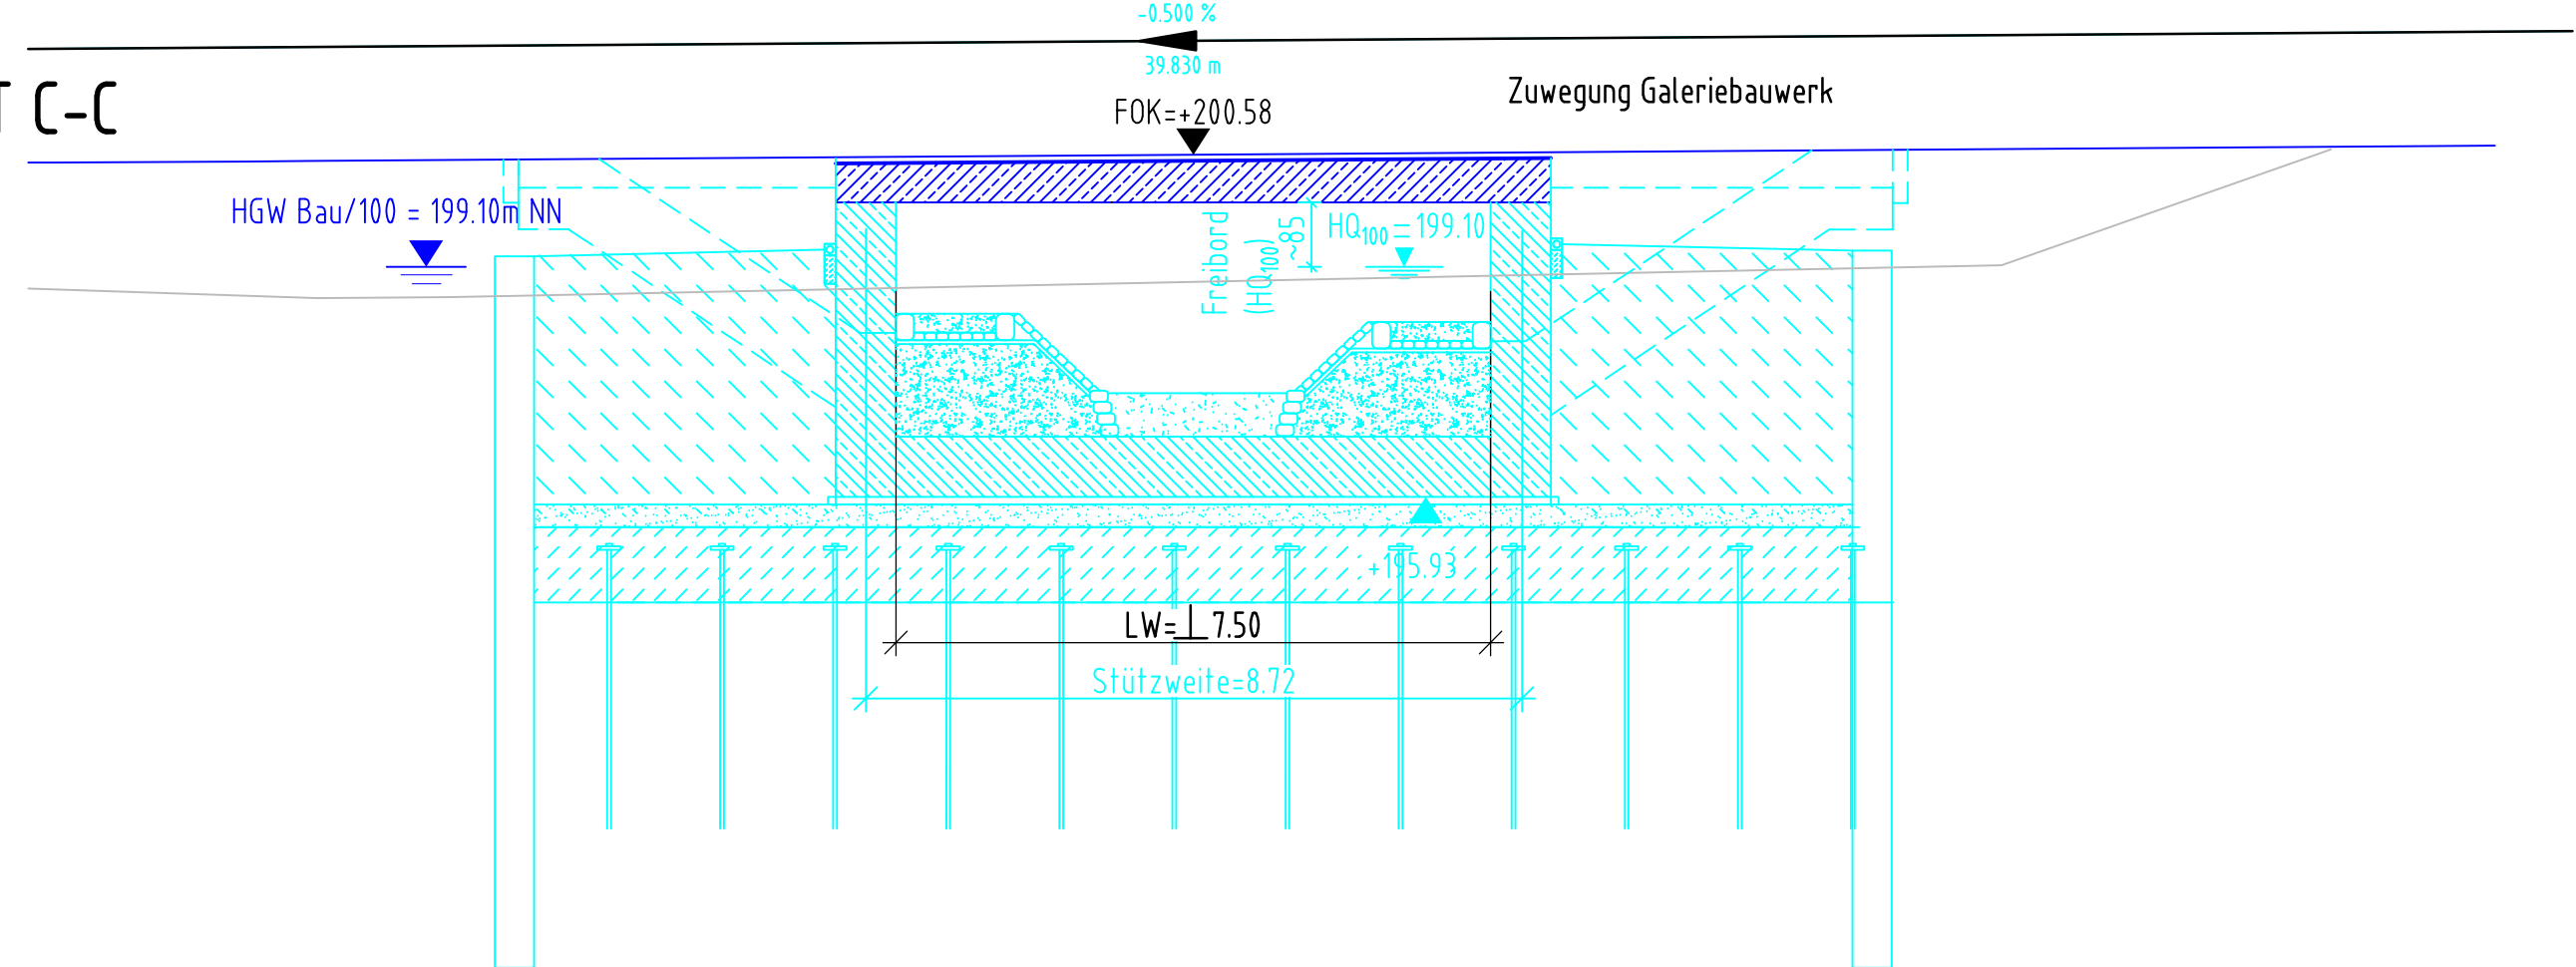 -0.500 %
39.830 m
T C-C
Zuwegung Galeriebauwerk
FOK=+200.58
HGW Bau/100 = 199.10m NN
Freibord
(HQ100)
~85
HQ100 = 199.10
+195.93
LW=⊥7.50
Stützweite=8.72